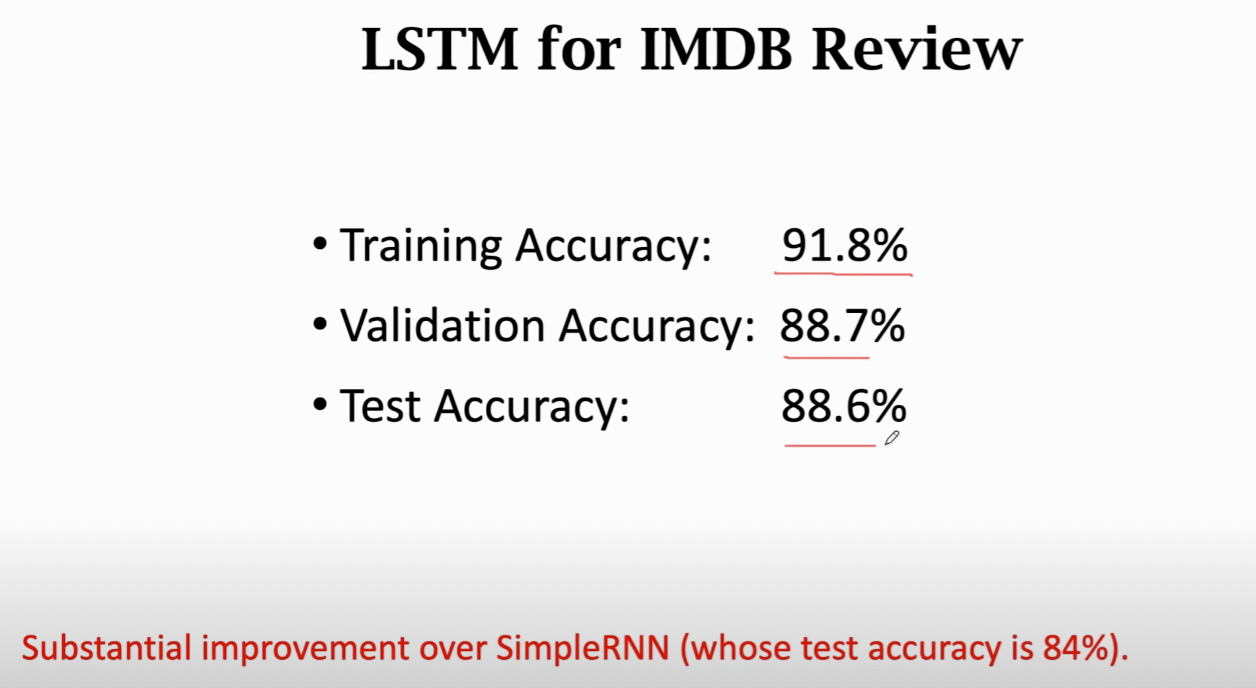 LSTM for IMDB Review
• Training Accuracy: 91.8%
• Validation Accuracy: 88.7%
• Test Accuracy: 88.6%
Substantial improvement over SimpleRNN (whose test accuracy is 84%).